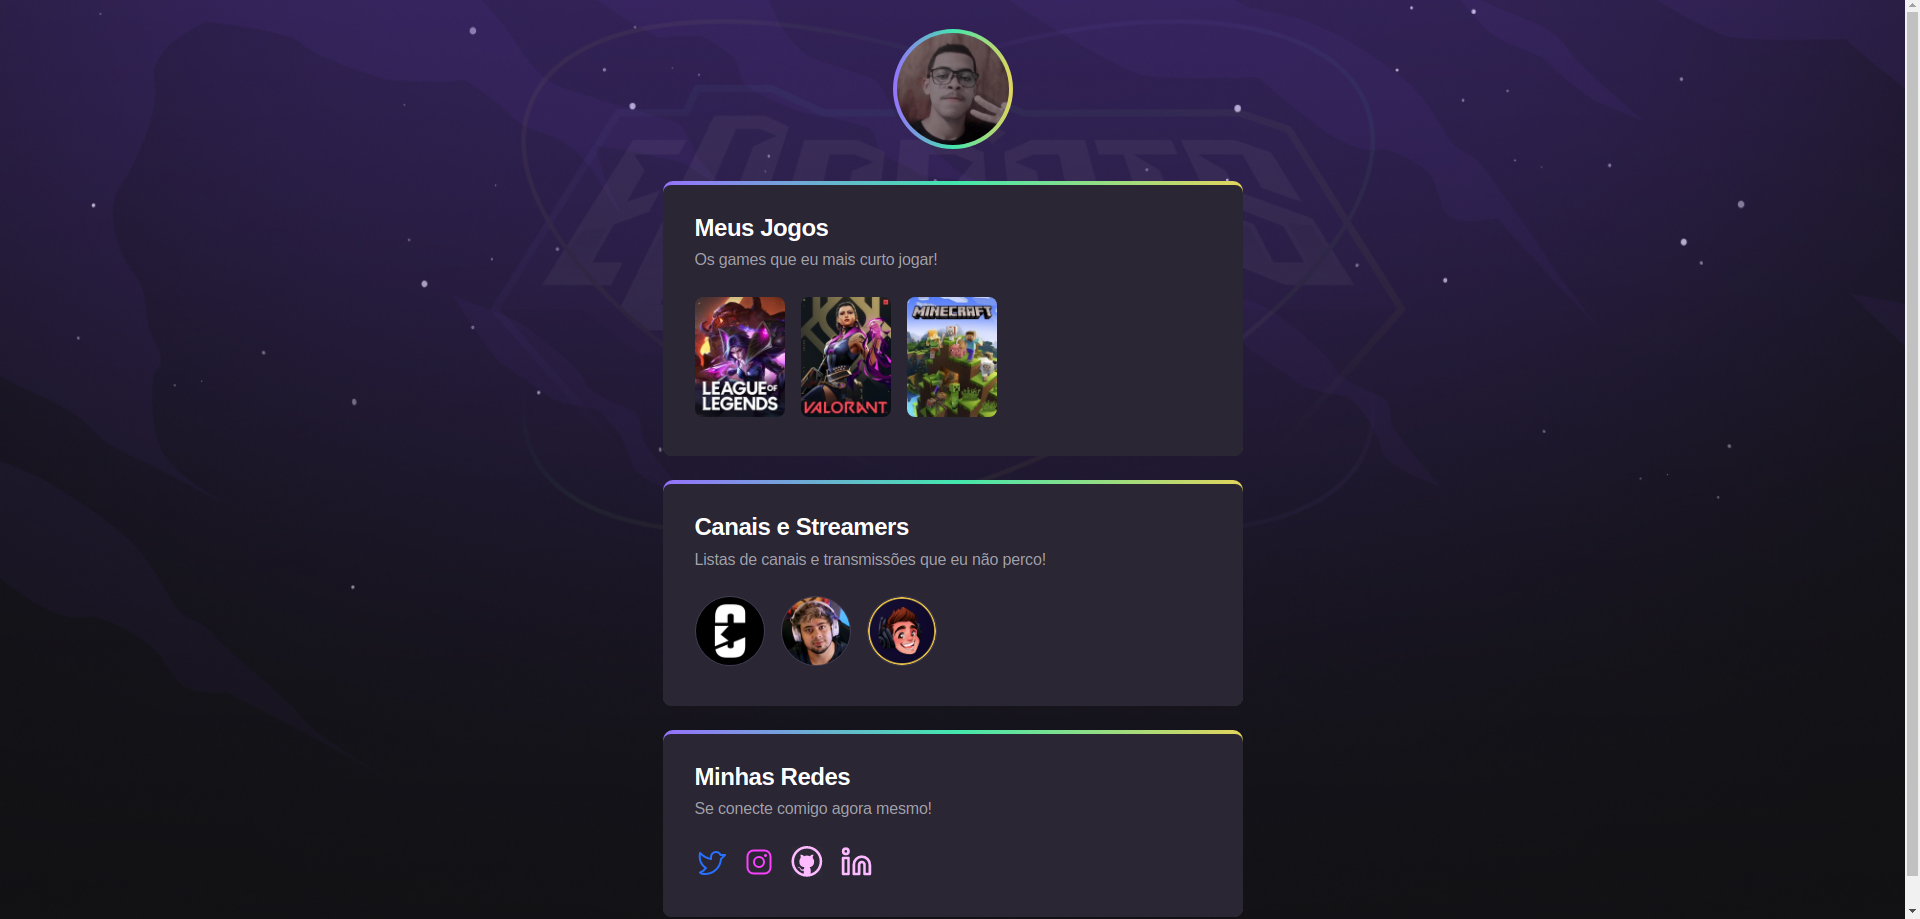 Meus Jogos
Os games que eu mais curto jogar!
LEAGUE OF
LEGENDS
VALORANT
MINECRAFT
Canais e Streamers
Listas de canais e transmissões que eu não perco!
Minhas Redes
Se conecte comigo agora mesmo!
in